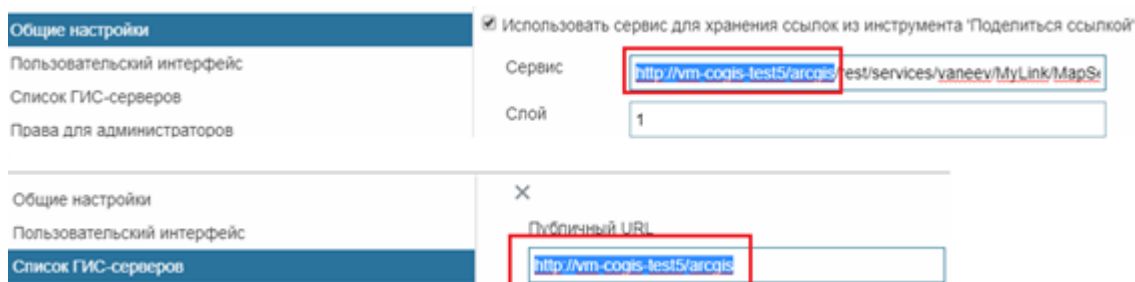 Общие настройки
Использовать сервис для хранения ссылок из инструмента 'Поделиться ссылкой'
Пользовательский интерфейс
Сервис
http://vm-cogis-test5/arcgis/rest/services/vaneev/MyLink/MapSe
Список ГИС-серверов
Слой
1
Права для администраторов
Общие настройки
Пользовательский интерфейс
Публичный URL
Список ГИС-серверов
http://vm-cogis-test5/arcgis